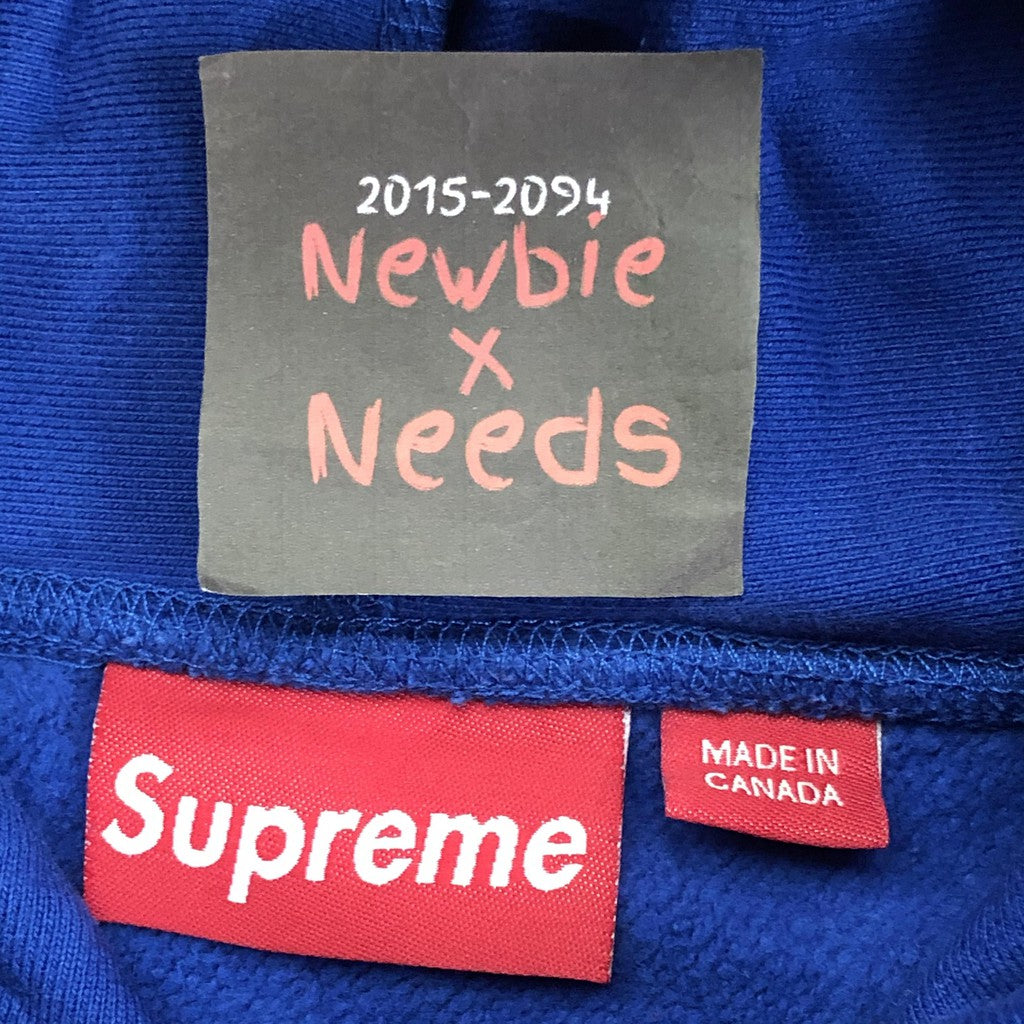 2015-2094
Newbie
x
Needs
Supreme
MADE IN
CANADA